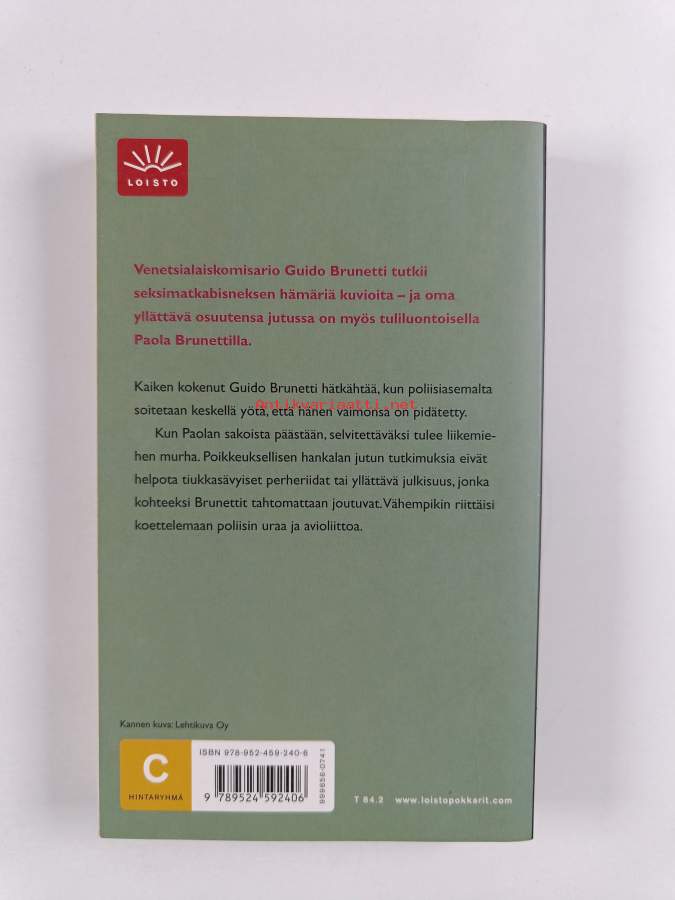 LOISTO
Venetsialaiskomisario Guido Brunetti tutkii
seksimatkabisneksen hämäriä kuvioita – ja oma
yllättävä osuutensa jutussa on myös tuliluontoisella
Paola Brunettilla.
Kaiken kokenut Guido Brunetti hätkähtää, kun poliisiasemalta
soitetaan keskellä yötä, että hänen vaimonsa on pidätetty.
Antikvariaatti.net
Kun Paolan sakoista päästään, selvitettäväksi tulee liikemie-
hen murha. Poikkeuksellisen hankalan jutun tutkimuksia eivät
helpota tiukkasävyiset perheriidat tai yllättävä julkisuus, jonka
kohteeksi Brunettit tahtomattaan joutuvat. Vähempikin riittäisi
koettelemaan poliisin uraa ja avioliittoa.
Kannen kuva: Lehtikuva Oy
C
HINTARYHMÄ
ISBN 978-952-459-240-6
9 789524 592406
999658-0741
T 84.2 www.loistopokkarit.com